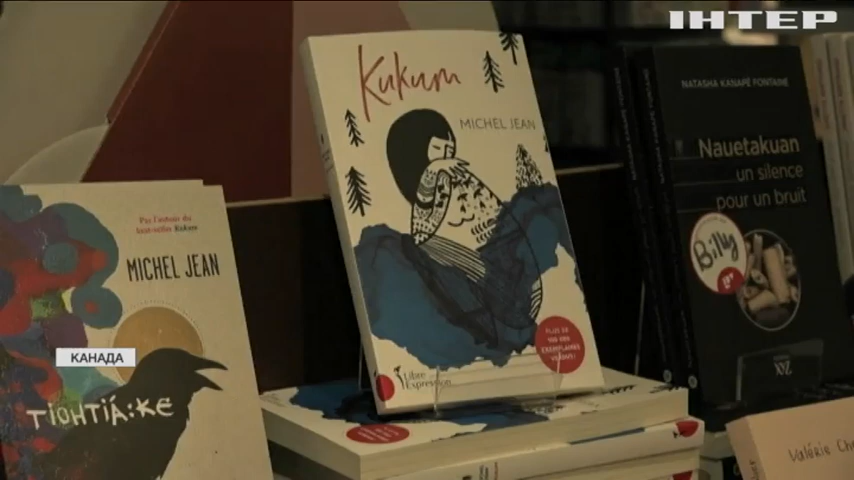 ІНТЕР
Kukum
MICHEL JEAN
PLUS DE
100 000
EXEMPLAIRES
VENDUS!
Libre
Expression
NATASHA KANAPÉ FONTAINE
Nauetakuan
un silence
pour un bruit
Billy
XYZ
Par l'auteur du
best-seller Kukum
MICHEL JEAN
TIOHTIÁ:KE
КАНАДА
Valérie